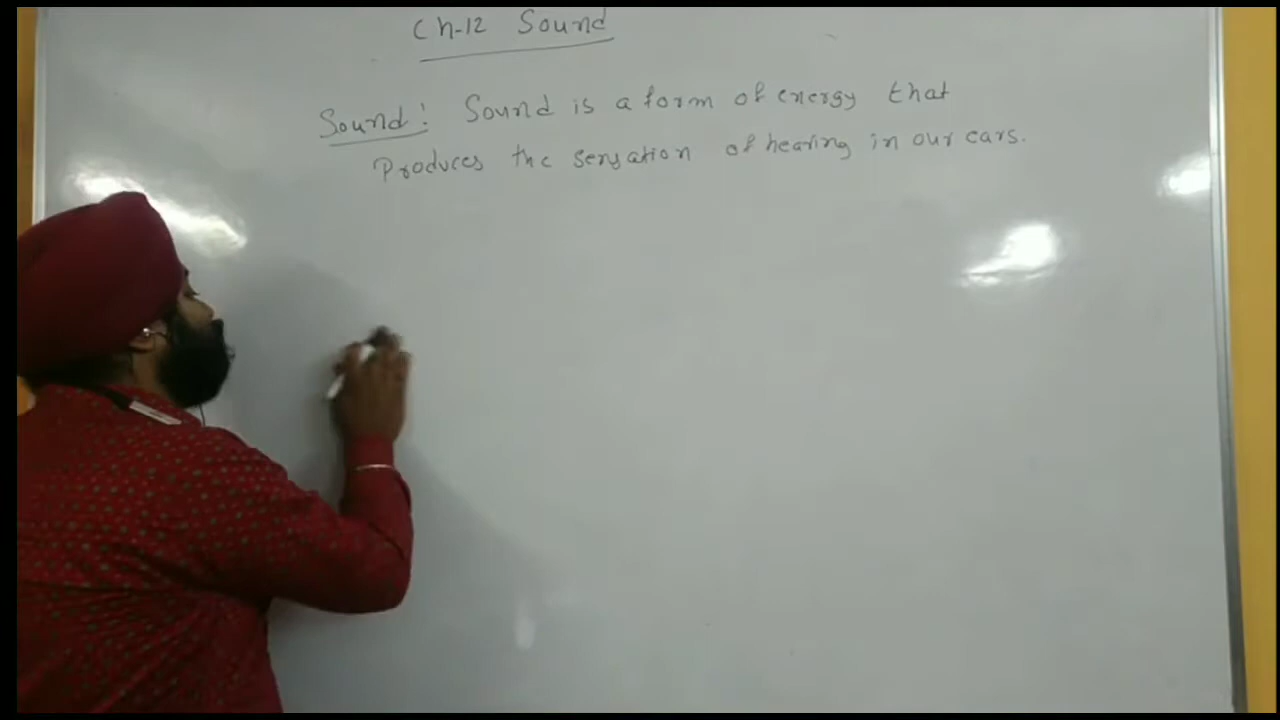 Ch-12 Sound
Sound: Sound is a form of energy that
Produces the sensation of hearing in our ears.